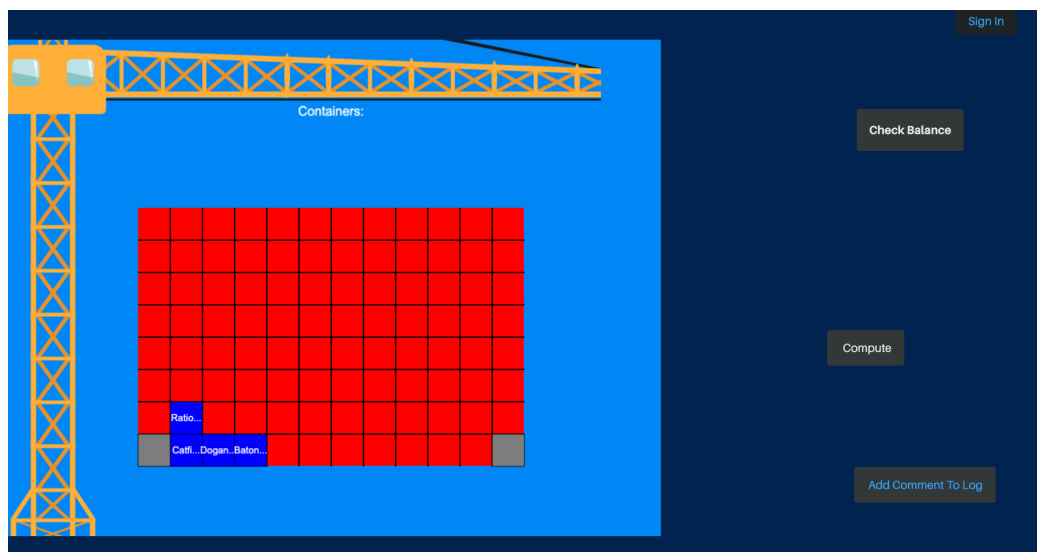 Sign In
Containers:
Check Balance
Compute
Ratio...
Catfi...Dogan..Baton...
Add Comment To Log